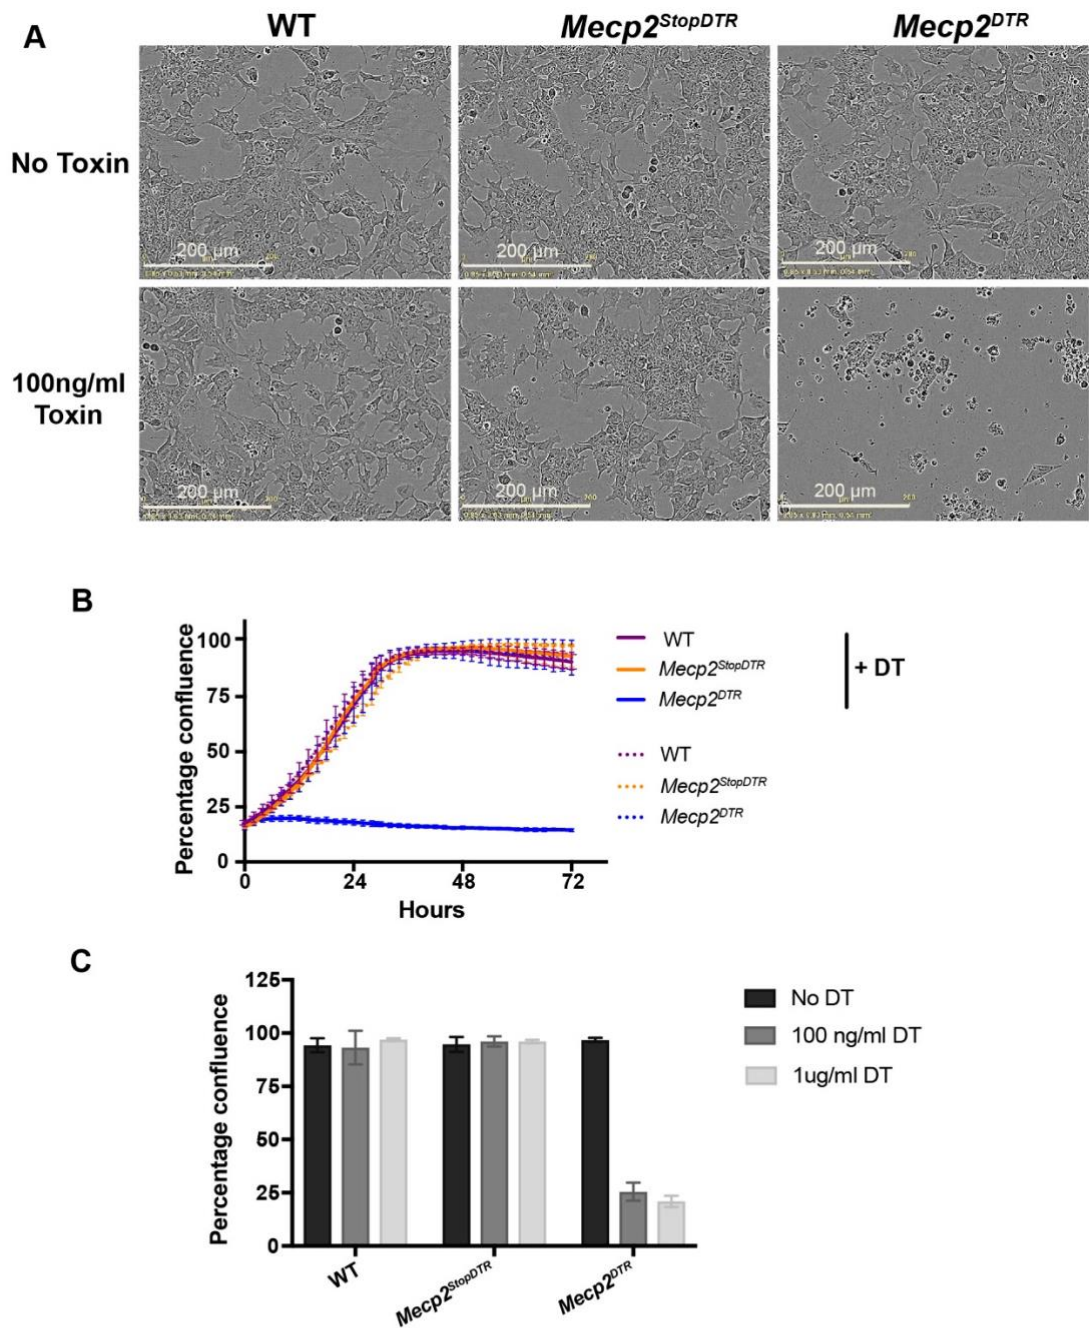 A
WT
Mecp2StopDTR
Mecp2DTR
No Toxin
200 µm
200 µm
200 µm
100ng/ml
Toxin
200 µm
200 µm
200 µm
B
Percentage confluence
100
75
50
25
0
0 24 48 72
Hours
WT
Mecp2StopDTR
Mecp2DTR
+ DT
WT
Mecp2StopDTR
Mecp2DTR
C
Percentage confluence
125
100
75
50
25
0
WT
Mecp2StopDTR
Mecp2DTR
No DT
100 ng/ml DT
1ug/ml DT